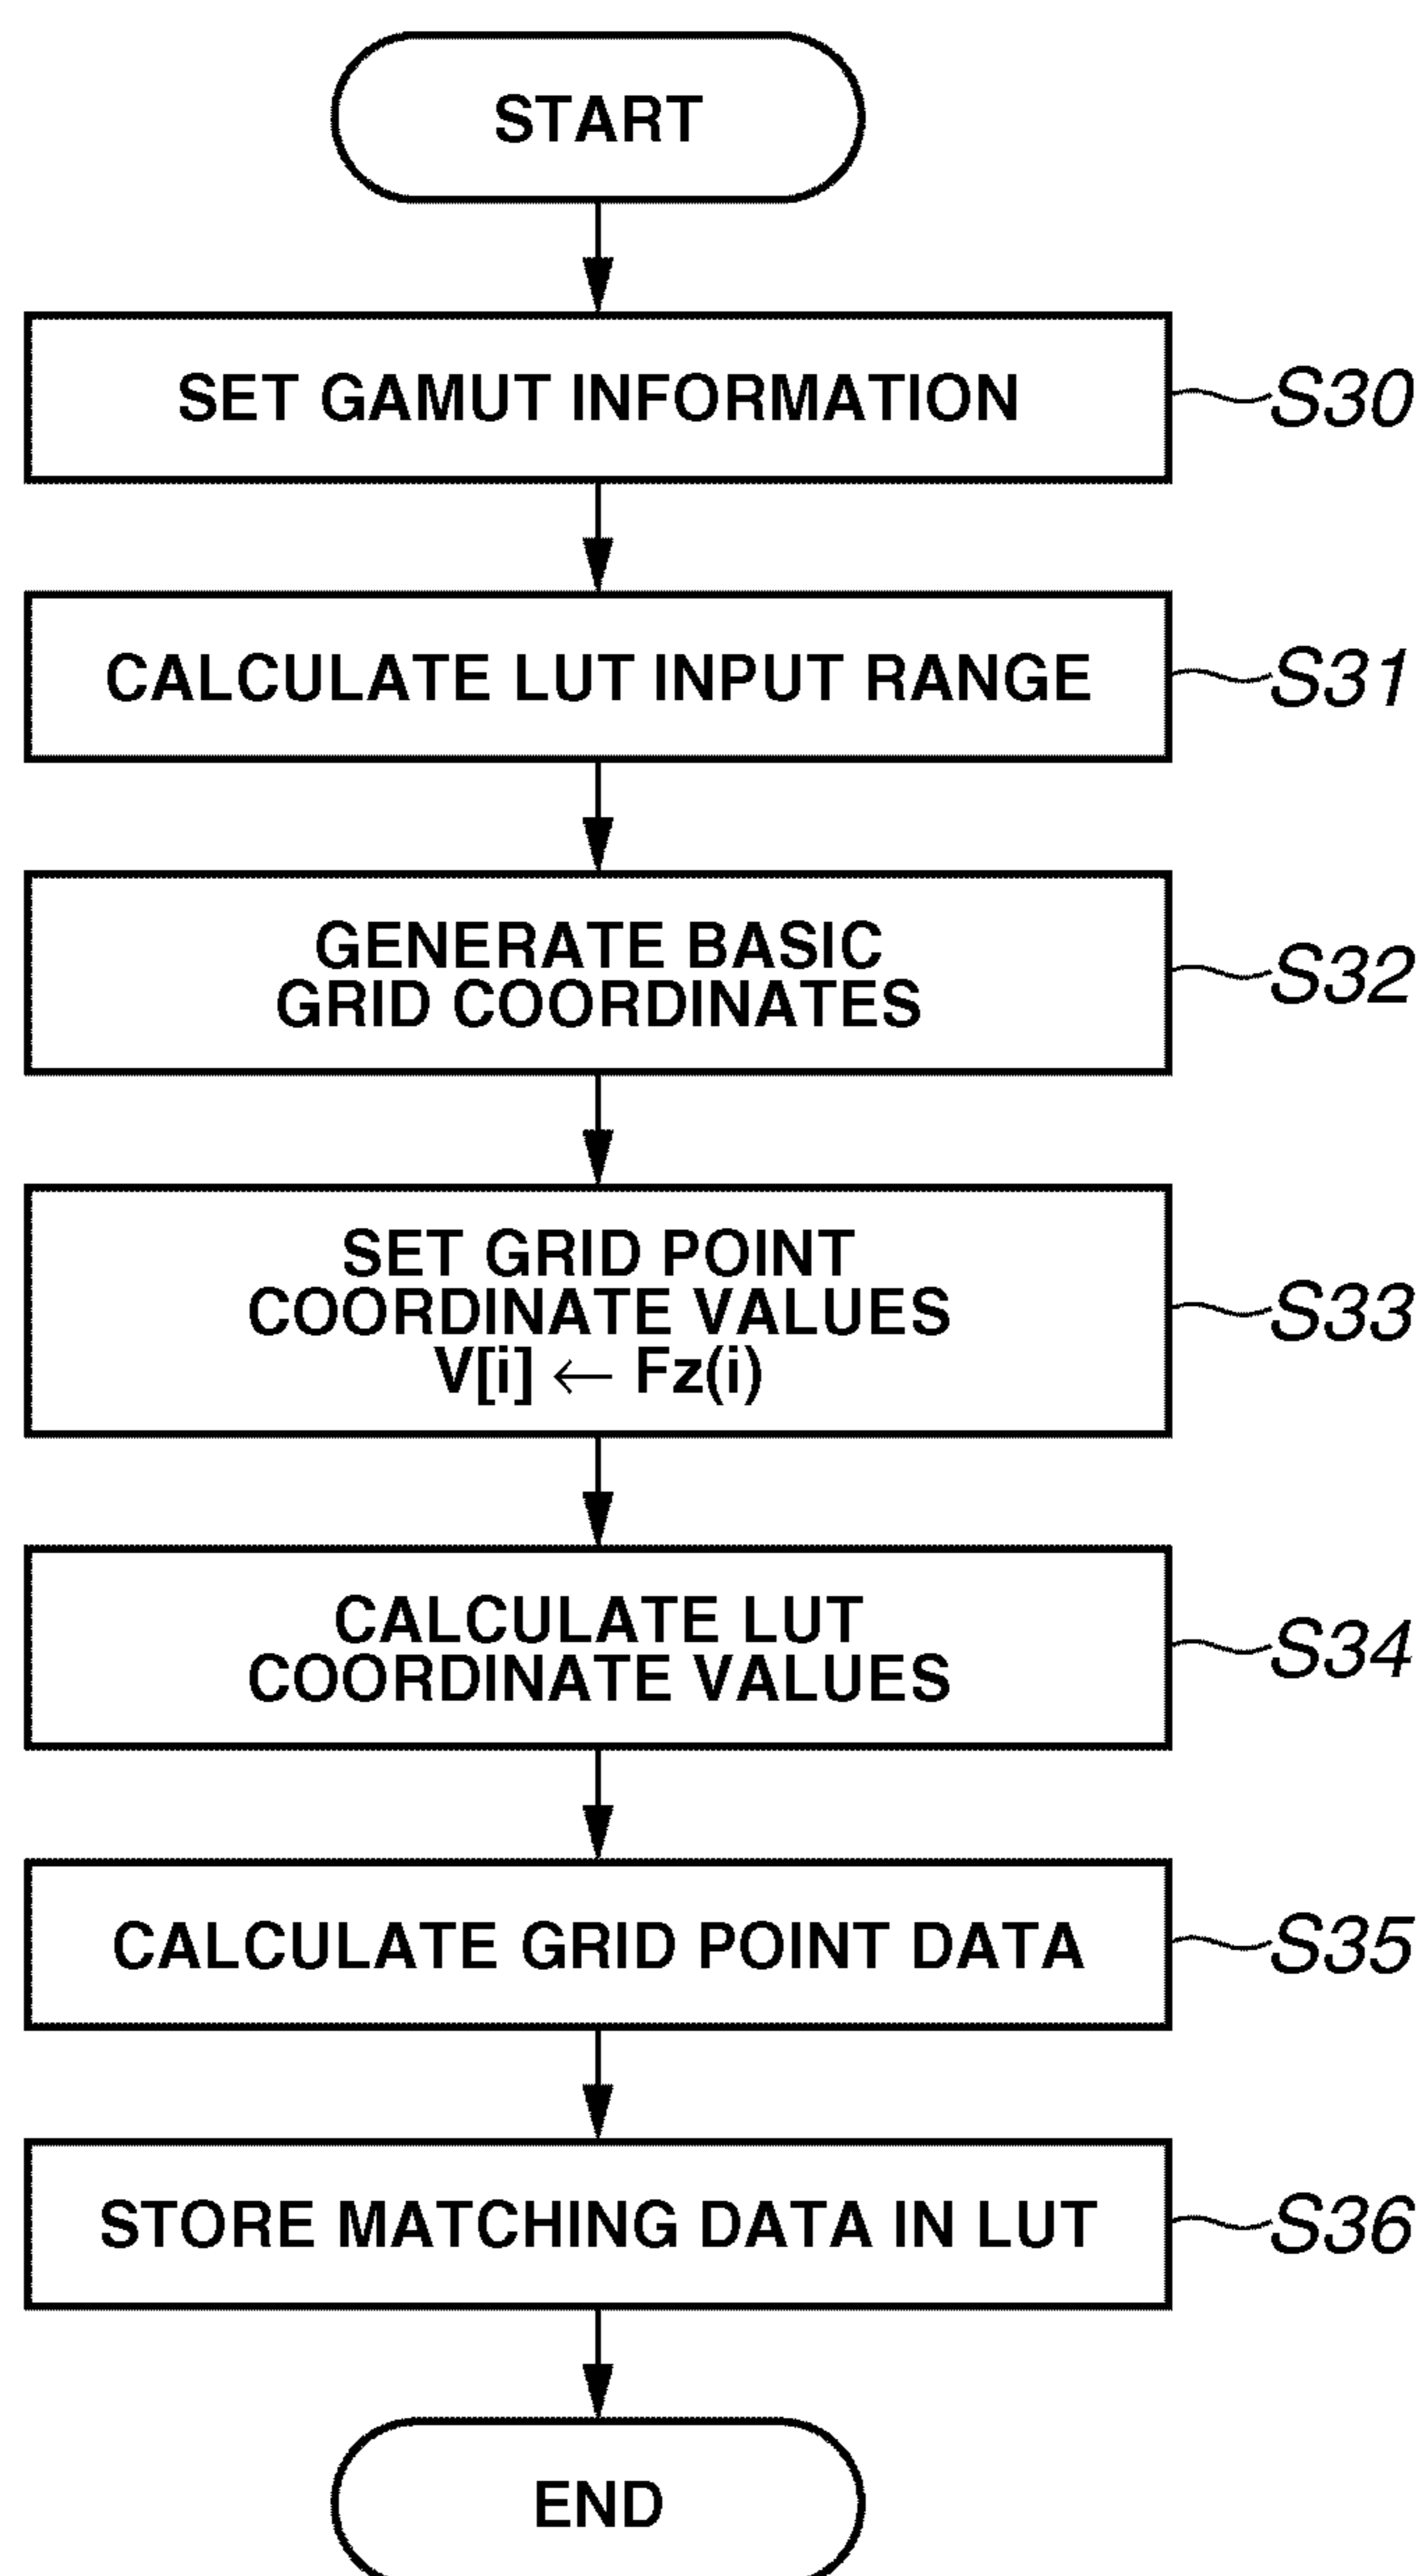 START
SET GAMUT INFORMATION
S30
CALCULATE LUT INPUT RANGE
S31
GENERATE BASIC
GRID COORDINATES
S32
SET GRID POINT
COORDINATE VALUES
V[i] ← Fz(i)
S33
CALCULATE LUT
COORDINATE VALUES
S34
CALCULATE GRID POINT DATA
S35
STORE MATCHING DATA IN LUT
S36
END